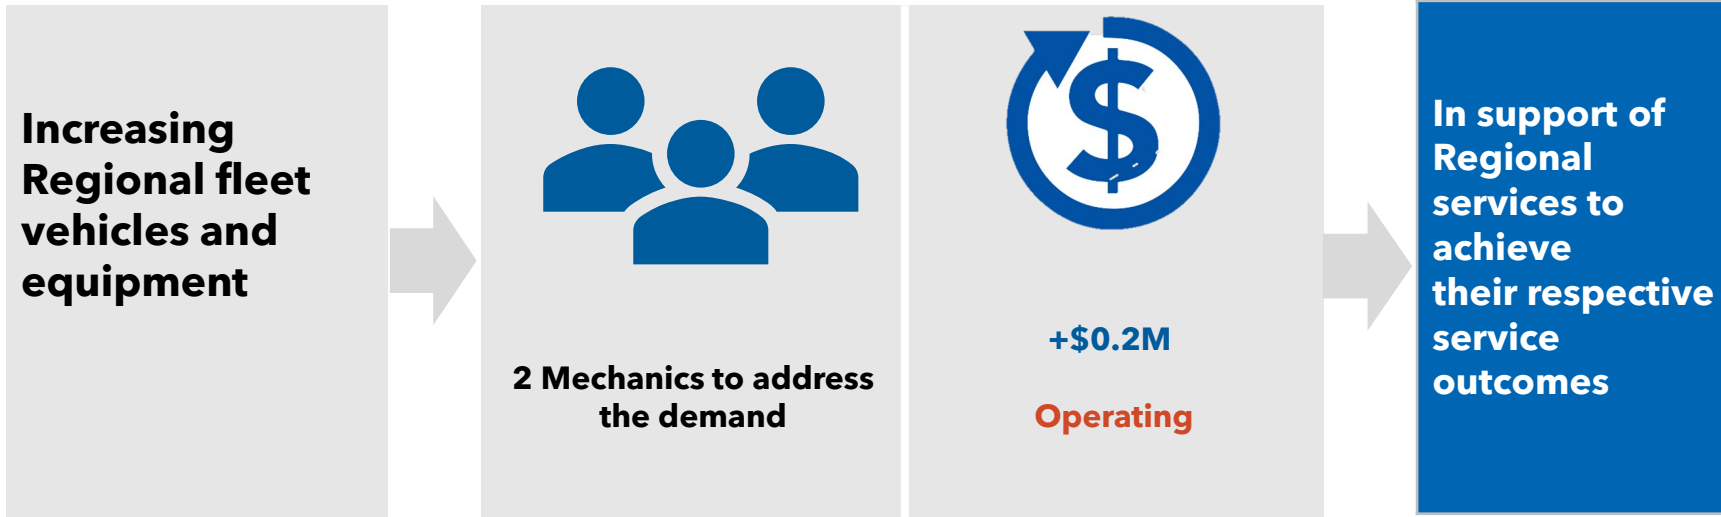 Increasing
Regional fleet
vehicles and
equipment
2 Mechanics to address
the demand
$
+$0.2M
Operating
In support of
Regional
services to
achieve
their respective
service
outcomes